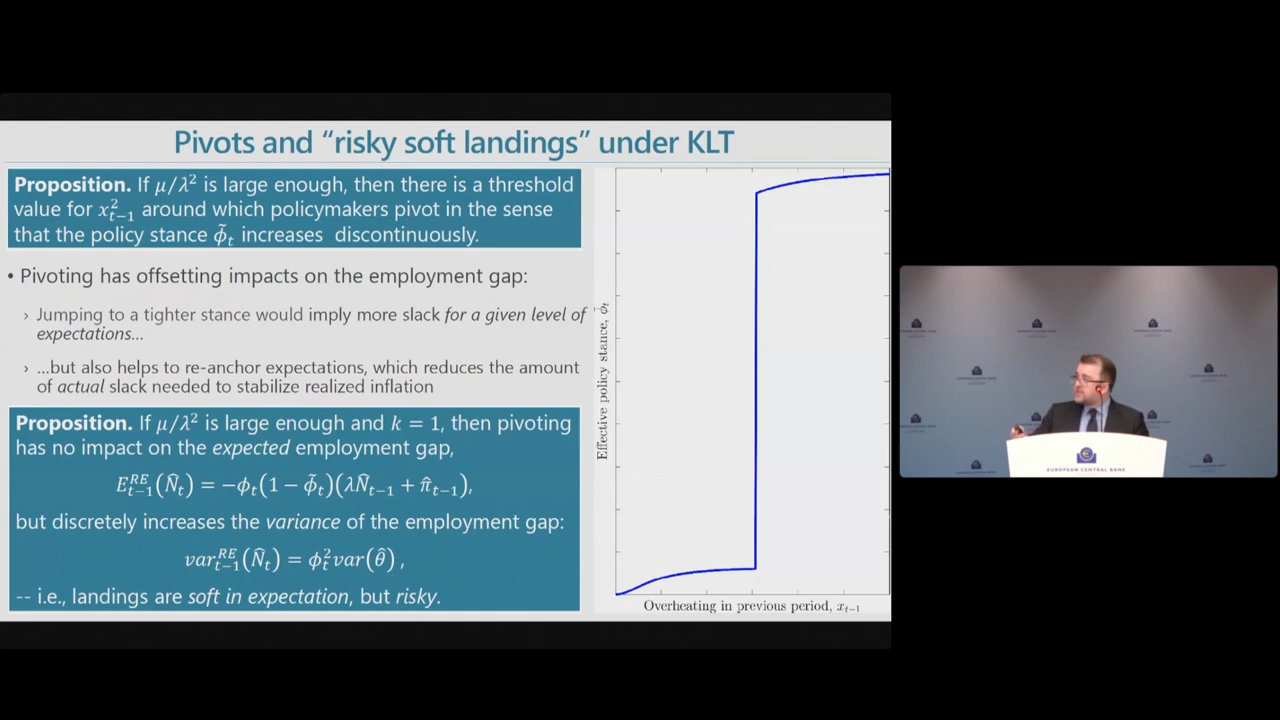 Pivots and “risky soft landings” under KLT
Proposition. If μ/λ² is large enough, then there is a threshold
value for x²ₜ₋₁ around which policymakers pivot in the sense
that the policy stance ϕ̃ₜ increases discontinuously.
• Pivoting has offsetting impacts on the employment gap:
› Jumping to a tighter stance would imply more slack for a given level of
expectations…
› …but also helps to re-anchor expectations, which reduces the amount
of actual slack needed to stabilize realized inflation
Proposition. If μ/λ² is large enough and k = 1, then pivoting
has no impact on the expected employment gap,
Eᴿᴱₜ₋₁(N̂ₜ) = −ϕₜ(1 − ϕ̃ₜ)(λN̂ₜ₋₁ + π̂ₜ₋₁),
but discretely increases the variance of the employment gap:
varᴿᴱₜ₋₁(N̂ₜ) = ϕ²ₜvar(θ̂) ,
-- i.e., landings are soft in expectation, but risky.
Effective policy stance, ϕ̃ₜ
Overheating in previous period, xₜ₋₁
EUROPEAN CENTRAL BANK